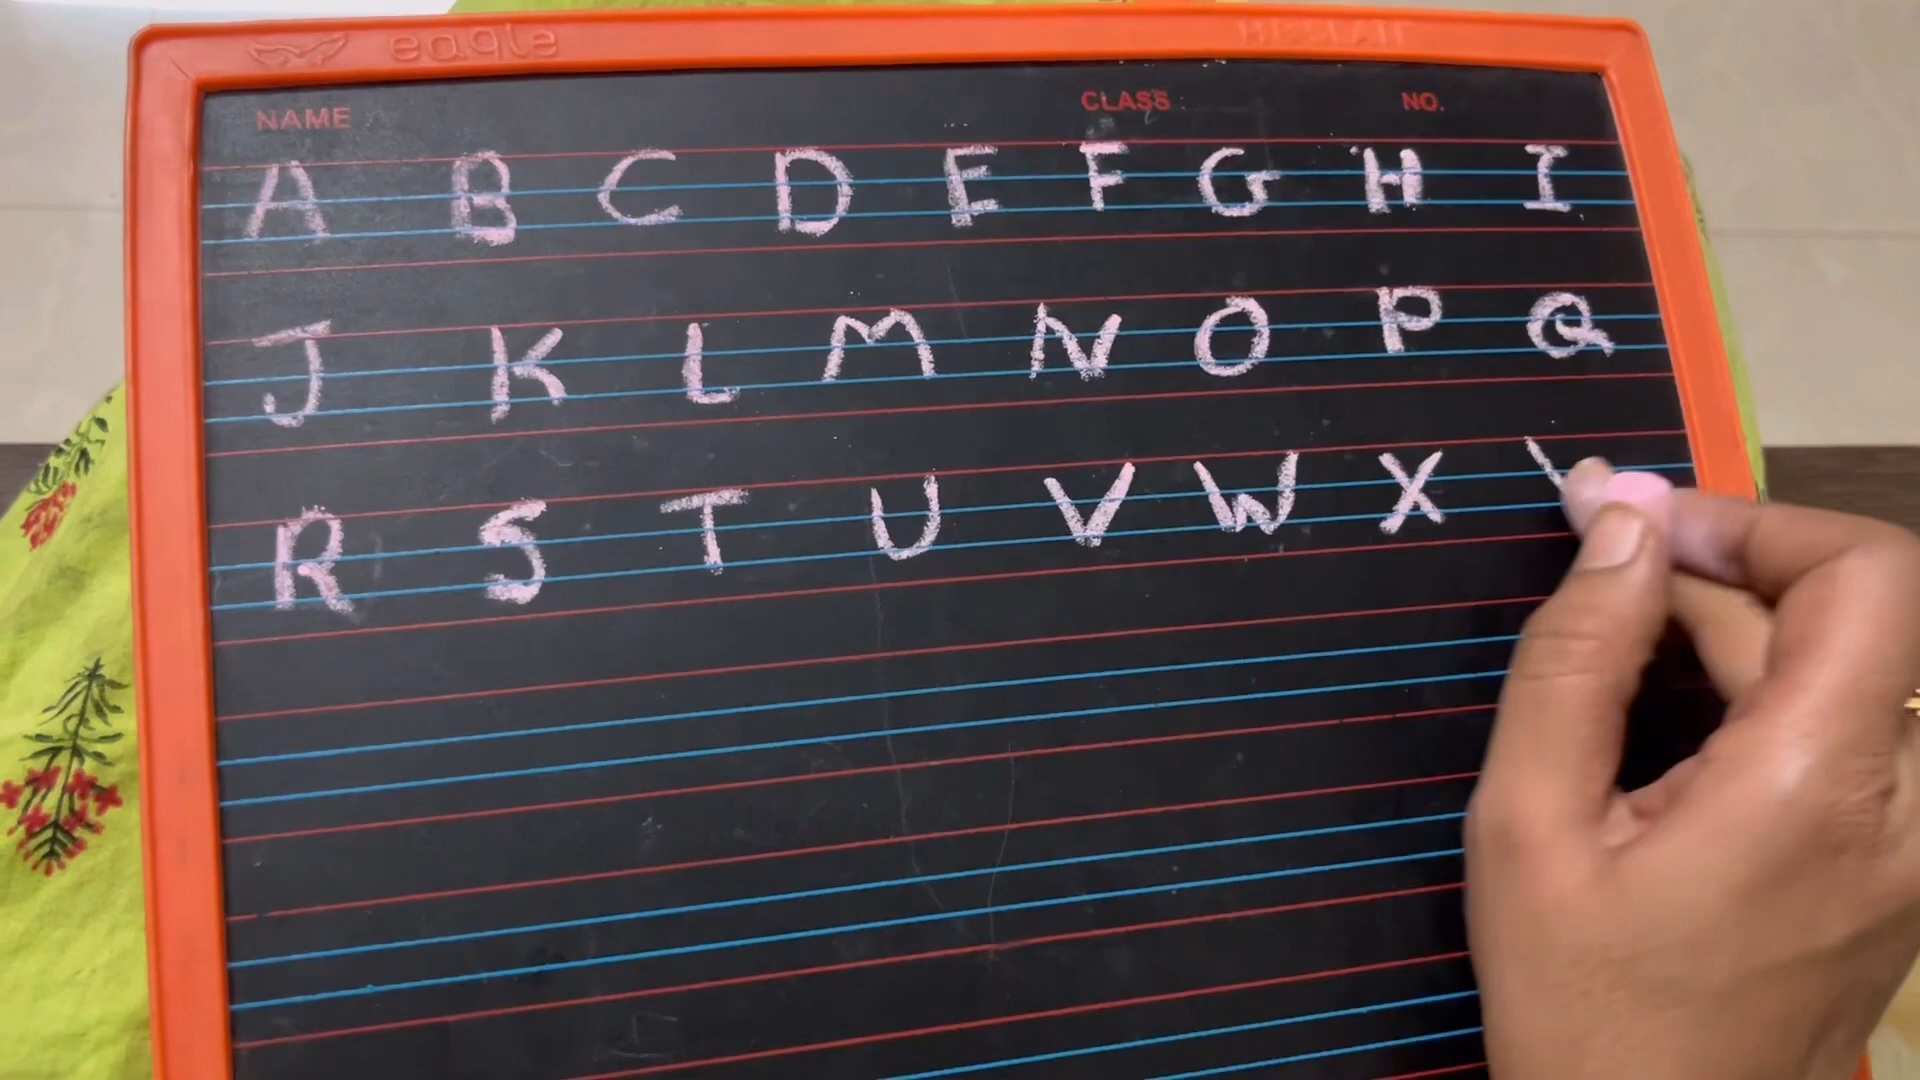 eagle
NAME CLASS : NO.
A B C D E F G H I
J K L M N O P Q
R S T U V W X